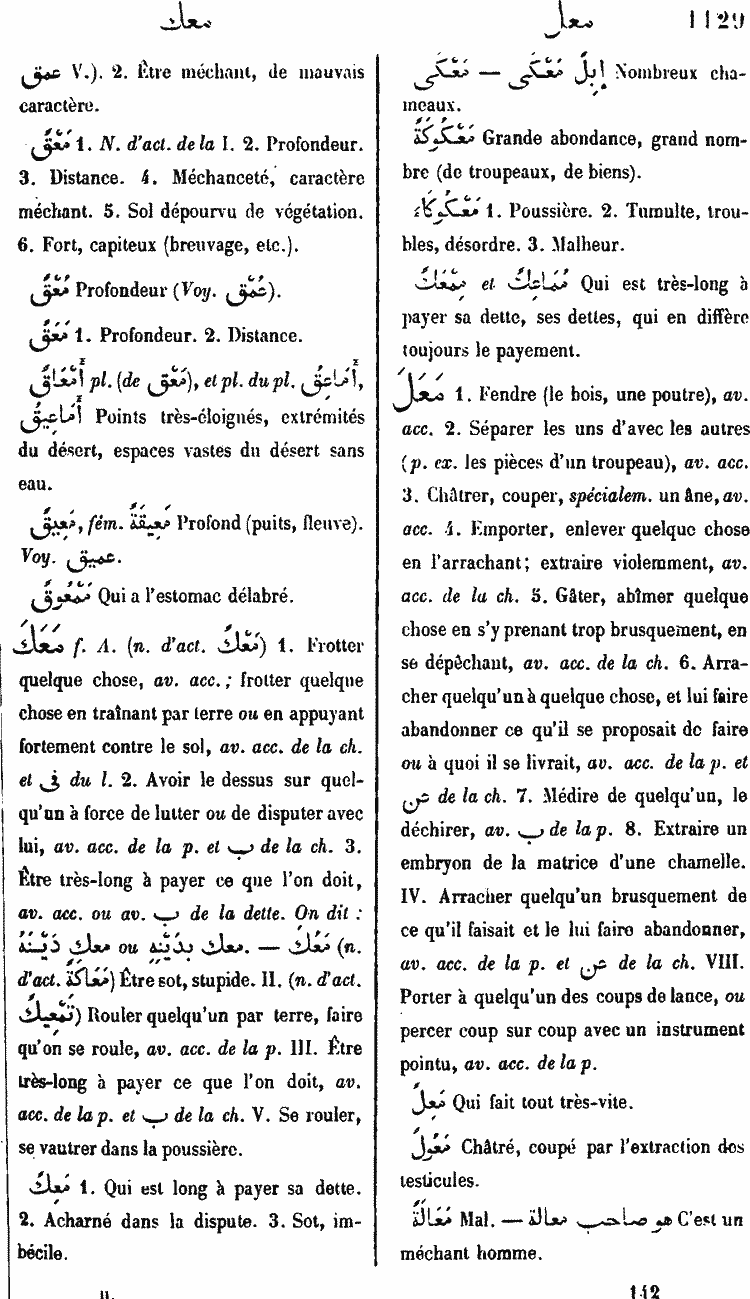 معك
معل
1129
عمق V.). 2. Être méchant, de mauvais
caractère.
مَعْقٌ 1. N. d'act. de la I. 2. Profondeur.
3. Distance. 4. Méchanceté, caractère
méchant. 5. Sol dépourvu de végétation.
6. Fort, capiteux (breuvage, etc.).
مُعْقٌ Profondeur (Voy. عُمْق).
مَعَقٌ 1. Profondeur. 2. Distance.
أَمْعَاقٌ pl. (de مَعْق), et pl. du pl. أَمَاعِقُ,
أَمَاعِيقُ Points très-éloignés, extrémités
du désert, espaces vastes du désert sans
eau.
مَعِيقٌ, fém. مَعِيقَةٌ Profond (puits, fleuve).
Voy. عميق.
مَمْعُوقٌ Qui a l'estomac délabré.
مَعَكَ f. A. (n. d'act. مَعْكٌ) 1. Frotter
quelque chose, av. acc.; frotter quelque
chose en traînant par terre ou en appuyant
fortement contre le sol, av. acc. de la ch.
et فى du l. 2. Avoir le dessus sur quel-
qu'un à force de lutter ou de disputer avec
lui, av. acc. de la p. et ب de la ch. 3.
Être très-long à payer ce que l'on doit,
av. acc. ou av. ب de la dette. On dit :
معك دَيْنَهُ ou معك بِدَيْنِهِ. — مَعُكَ (n.
d'act. مَعَاكَةٌ) Être sot, stupide. II. (n. d'act.
تَمْعِيكٌ) Rouler quelqu'un par terre, faire
qu'on se roule, av. acc. de la p. III. Être
très-long à payer ce que l'on doit, av.
acc. de la p. et ب de la ch. V. Se rouler,
se vautrer dans la poussière.
مَعِكٌ 1. Qui est long à payer sa dette.
2. Acharné dans la dispute. 3. Sot, im-
bécile.
II.
إِبِلٌ مَعْكَى — مَعْكَى Nombreux cha-
meaux.
مَعْكُوكَةٌ Grande abondance, grand nom-
bre (de troupeaux, de biens).
مَعْكُوكَاءُ 1. Poussière. 2. Tumulte, trou-
bles, désordre. 3. Malheur.
مِمْعَكٌ et مُمَاعِكٌ Qui est très-long à
payer sa dette, ses dettes, qui en diffère
toujours le payement.
مَعَلَ 1. Fendre (le bois, une poutre), av.
acc. 2. Séparer les uns d'avec les autres
(p. ex. les pièces d'un troupeau), av. acc.
3. Châtrer, couper, spécialem. un âne, av.
acc. 4. Emporter, enlever quelque chose
en l'arrachant; extraire violemment, av.
acc. de la ch. 5. Gâter, abîmer quelque
chose en s'y prenant trop brusquement, en
se dépêchant, av. acc. de la ch. 6. Arra-
cher quelqu'un à quelque chose, et lui faire
abandonner ce qu'il se proposait de faire
ou à quoi il se livrait, av. acc. de la p. et
عن de la ch. 7. Médire de quelqu'un, le
déchirer, av. ب de la p. 8. Extraire un
embryon de la matrice d'une chamelle.
IV. Arracher quelqu'un brusquement de
ce qu'il faisait et le lui faire abandonner,
av. acc. de la p. et عن de la ch. VIII.
Porter à quelqu'un des coups de lance, ou
percer coup sur coup avec un instrument
pointu, av. acc. de la p.
مَعِلٌ Qui fait tout très-vite.
مَعُولٌ Châtré, coupé par l'extraction des
testicules.
مَعَالَةٌ Mal. — هو صاحب معالة C'est un
méchant homme.
142